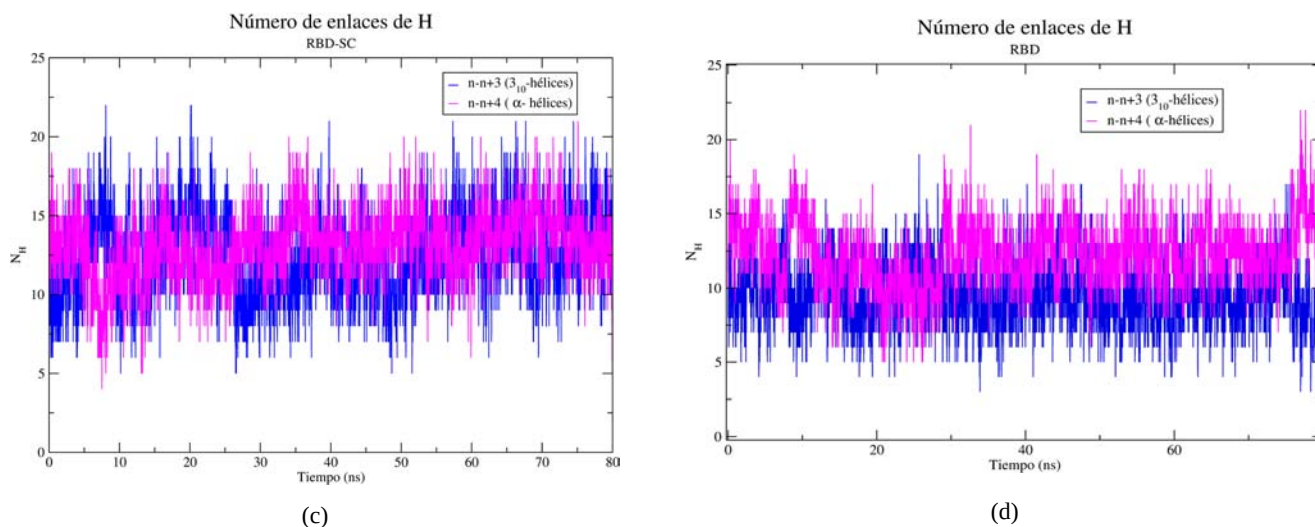 Número de enlaces de H
RBD-SC
25
20
15
10
5
0
N_H
n-n+3 (3_10-hélices)
n-n+4 ( α- hélices)
0 10 20 30 40 50 60 70 80
Tiempo (ns)
(c)
Número de enlaces de H
RBD
25
20
15
10
5
0
N_H
n-n+3 (3_10-hélices)
n-n+4 ( α-hélices)
0 20 40 60
Tiempo (ns)
(d)